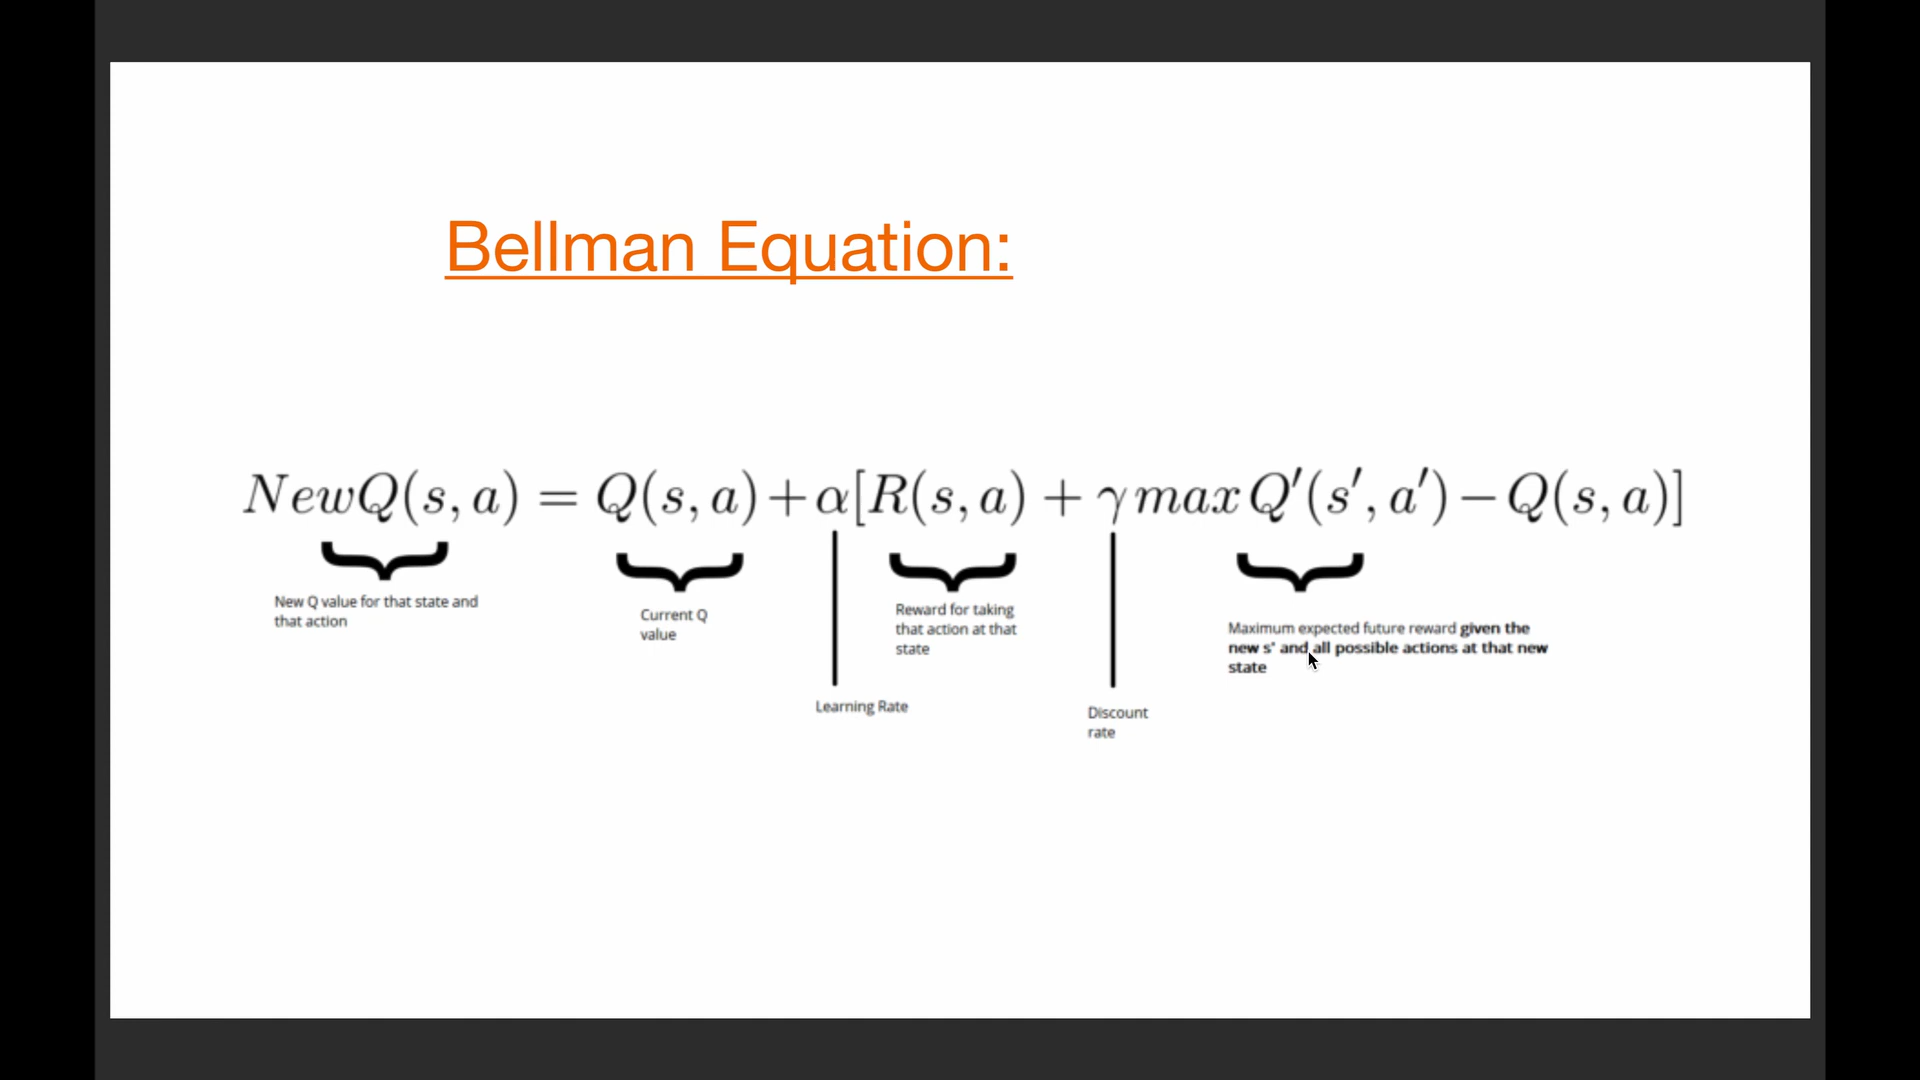 Bellman Equation:
NewQ(s, a) = Q(s, a) + α[R(s, a) + γ max Q′(s′, a′) − Q(s, a)]
New Q value for that state and
that action
Current Q
value
Reward for taking
that action at that
state
Maximum expected future reward given the
new s' and all possible actions at that new
state
Learning Rate
Discount
rate